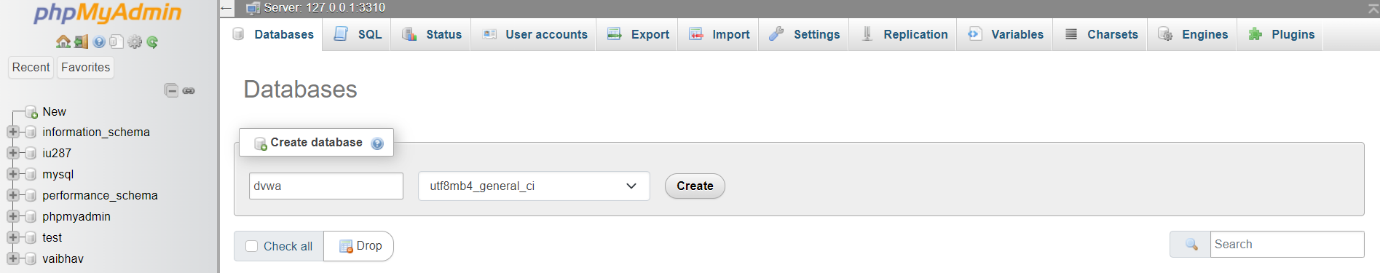 phpMyAdmin
Server: 127.0.0.1:3310
Databases SQL Status User accounts Export Import Settings Replication Variables Charsets Engines Plugins
Recent Favorites
Databases
New
information_schema
iu287
mysql
performance_schema
phpmyadmin
test
vaibhav
Create database
dvwa utf8mb4_general_ci Create
Check all Drop Search